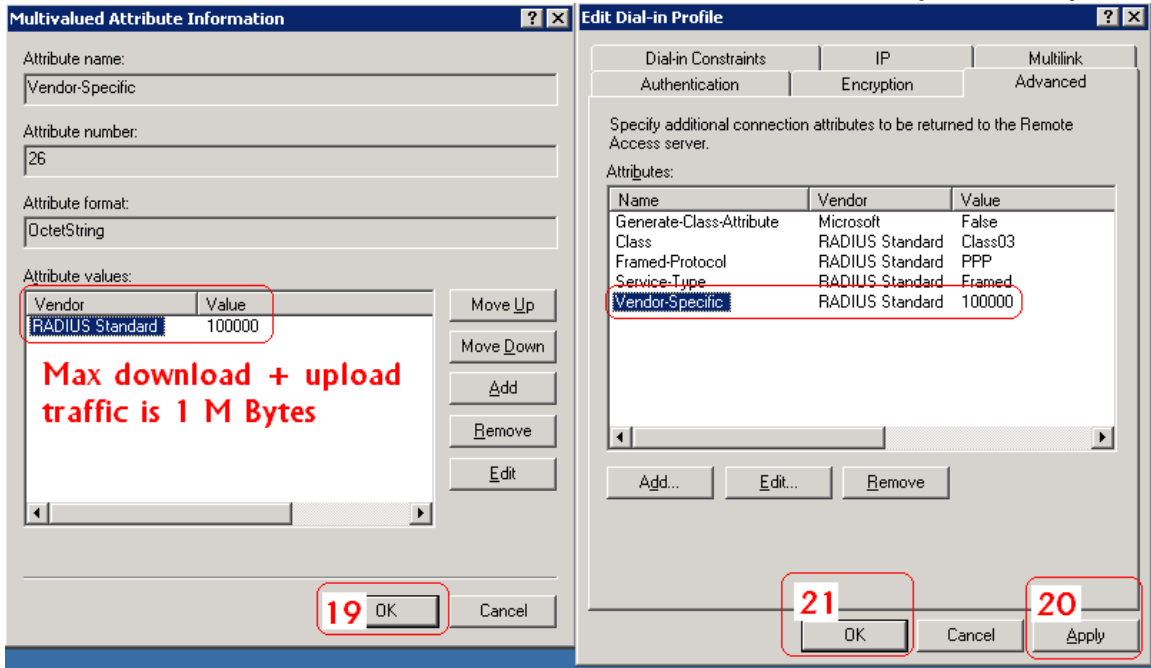 Multivalued Attribute Information
Attribute name:
Vendor-Specific
Attribute number:
26
Attribute format:
OctetString
Attribute values:
Vendor Value
RADIUS Standard 100000
Max download + upload
traffic is 1 M Bytes
Move Up
Move Down
Add
Remove
Edit
19 OK Cancel
Edit Dial-in Profile
Dial-in Constraints IP Multilink
Authentication Encryption Advanced
Specify additional connection attributes to be returned to the Remote
Access server.
Attributes:
Name Vendor Value
Generate-Class-Attribute Microsoft False
Class RADIUS Standard Class03
Framed-Protocol RADIUS Standard PPP
Service-Type RADIUS Standard Framed
Vendor-Specific RADIUS Standard 100000
Add... Edit... Remove
21 20
OK Cancel Apply